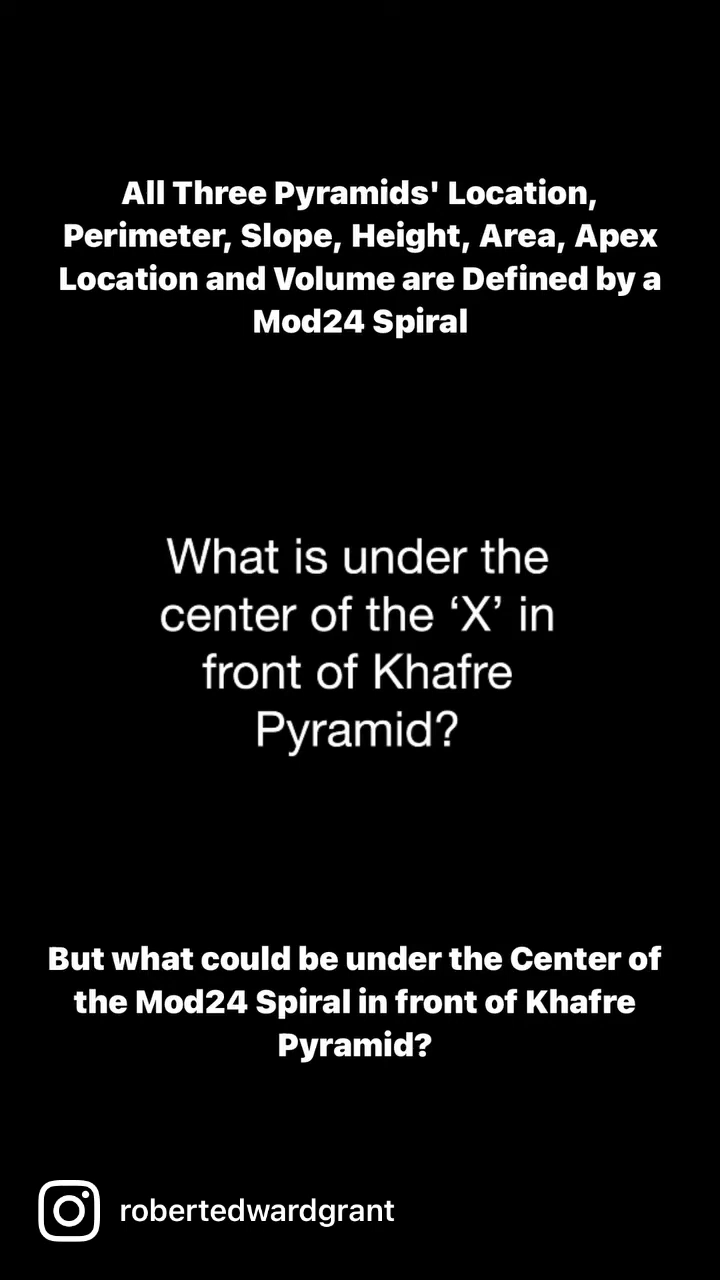 All Three Pyramids' Location,
Perimeter, Slope, Height, Area, Apex
Location and Volume are Defined by a
Mod24 Spiral
What is under the
center of the ‘X’ in
front of Khafre
Pyramid?
But what could be under the Center of
the Mod24 Spiral in front of Khafre
Pyramid?
robertedwardgrant